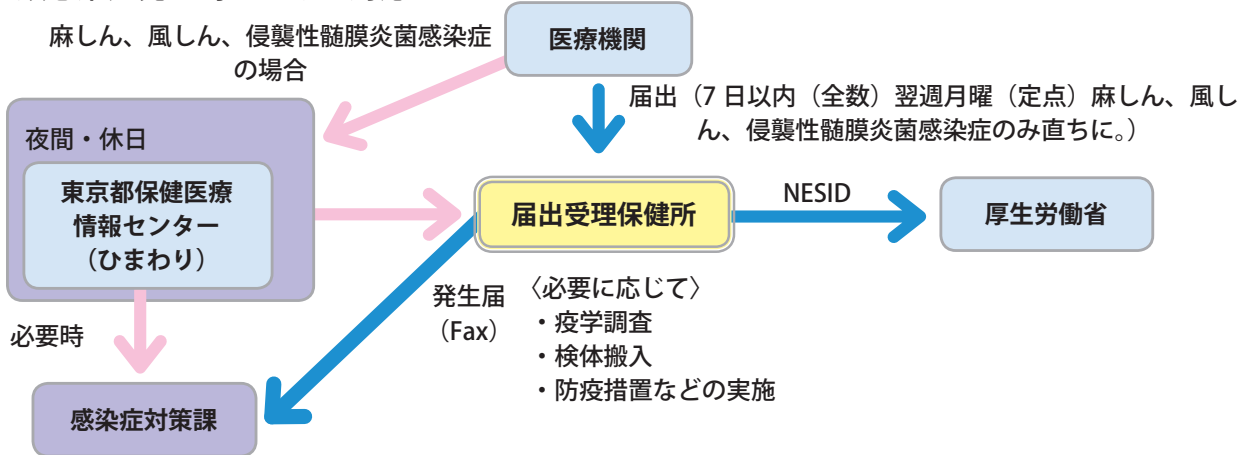 麻しん、風しん、侵襲性髄膜炎菌感染症
の場合
医療機関
届出（7 日以内（全数）翌週月曜（定点）麻しん、風し
ん、侵襲性髄膜炎菌感染症のみ直ちに。）
夜間・休日
東京都保健医療
情報センター
（ひまわり）
届出受理保健所
NESID
厚生労働省
発生届
（Fax）
〈必要に応じて〉
・疫学調査
・検体搬入
・防疫措置などの実施
必要時
感染症対策課